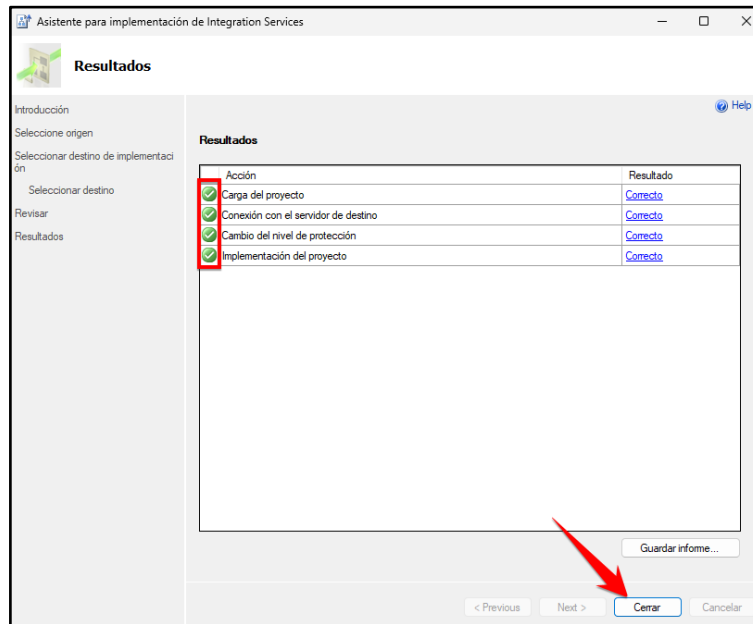 Asistente para implementación de Integration Services
Resultados
Help
Introducción
Seleccione origen
Seleccionar destino de implementaci
ón
Seleccionar destino
Revisar
Resultados
Resultados
Acción Resultado
Carga del proyecto Correcto
Conexión con el servidor de destino Correcto
Cambio del nivel de protección Correcto
Implementación del proyecto Correcto
Guardar informe...
< Previous Next > Cerrar Cancelar